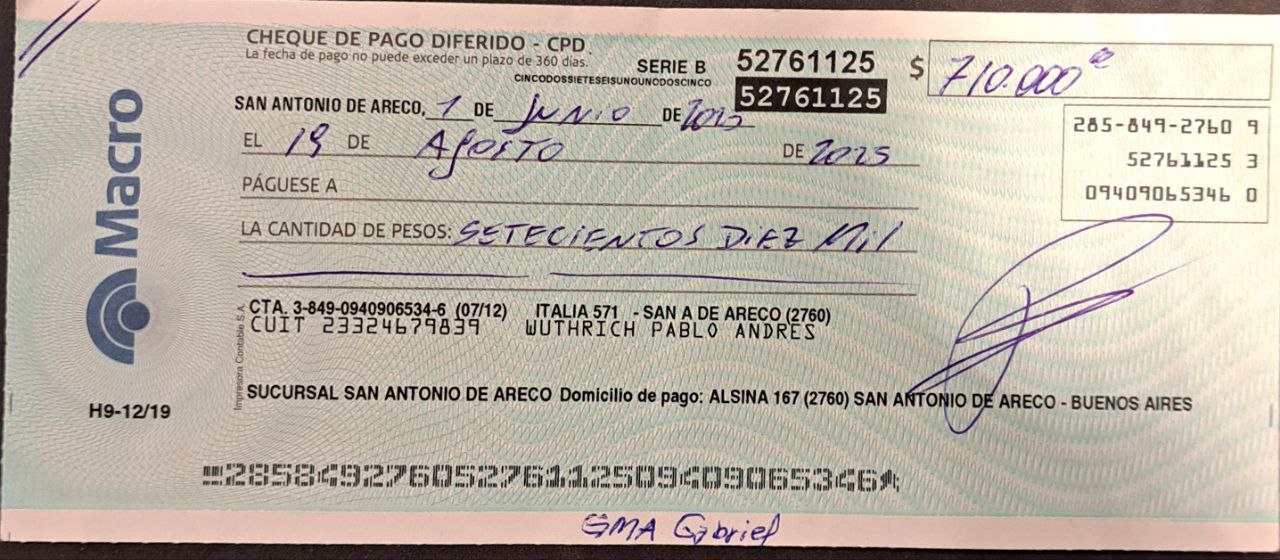 CHEQUE DE PAGO DIFERIDO - CPD.
La fecha de pago no puede exceder un plazo de 360 días.
SERIE B 52761125
CINCODOSSIETESEISUNOUNODOSCINCO
52761125
$ 710.000
SAN ANTONIO DE ARECO, 1 DE Junio DE 2025
285-849-2760 9
52761125 3
09409065346 0
EL 19 DE Agosto DE 2025
PÁGUESE A
LA CANTIDAD DE PESOS: SETECIENTOS DIEZ Mil
CTA. 3-849-0940906534-6 (07/12) ITALIA 571 - SAN A DE ARECO (2760)
CUIT 23324679839 WUTHRICH PABLO ANDRES
SUCURSAL SAN ANTONIO DE ARECO Domicilio de pago: ALSINA 167 (2760) SAN ANTONIO DE ARECO - BUENOS AIRES
Macro
H9-12/19
Impresora Contable S.A.
28584927605276112509409065346
GMA Gabriel